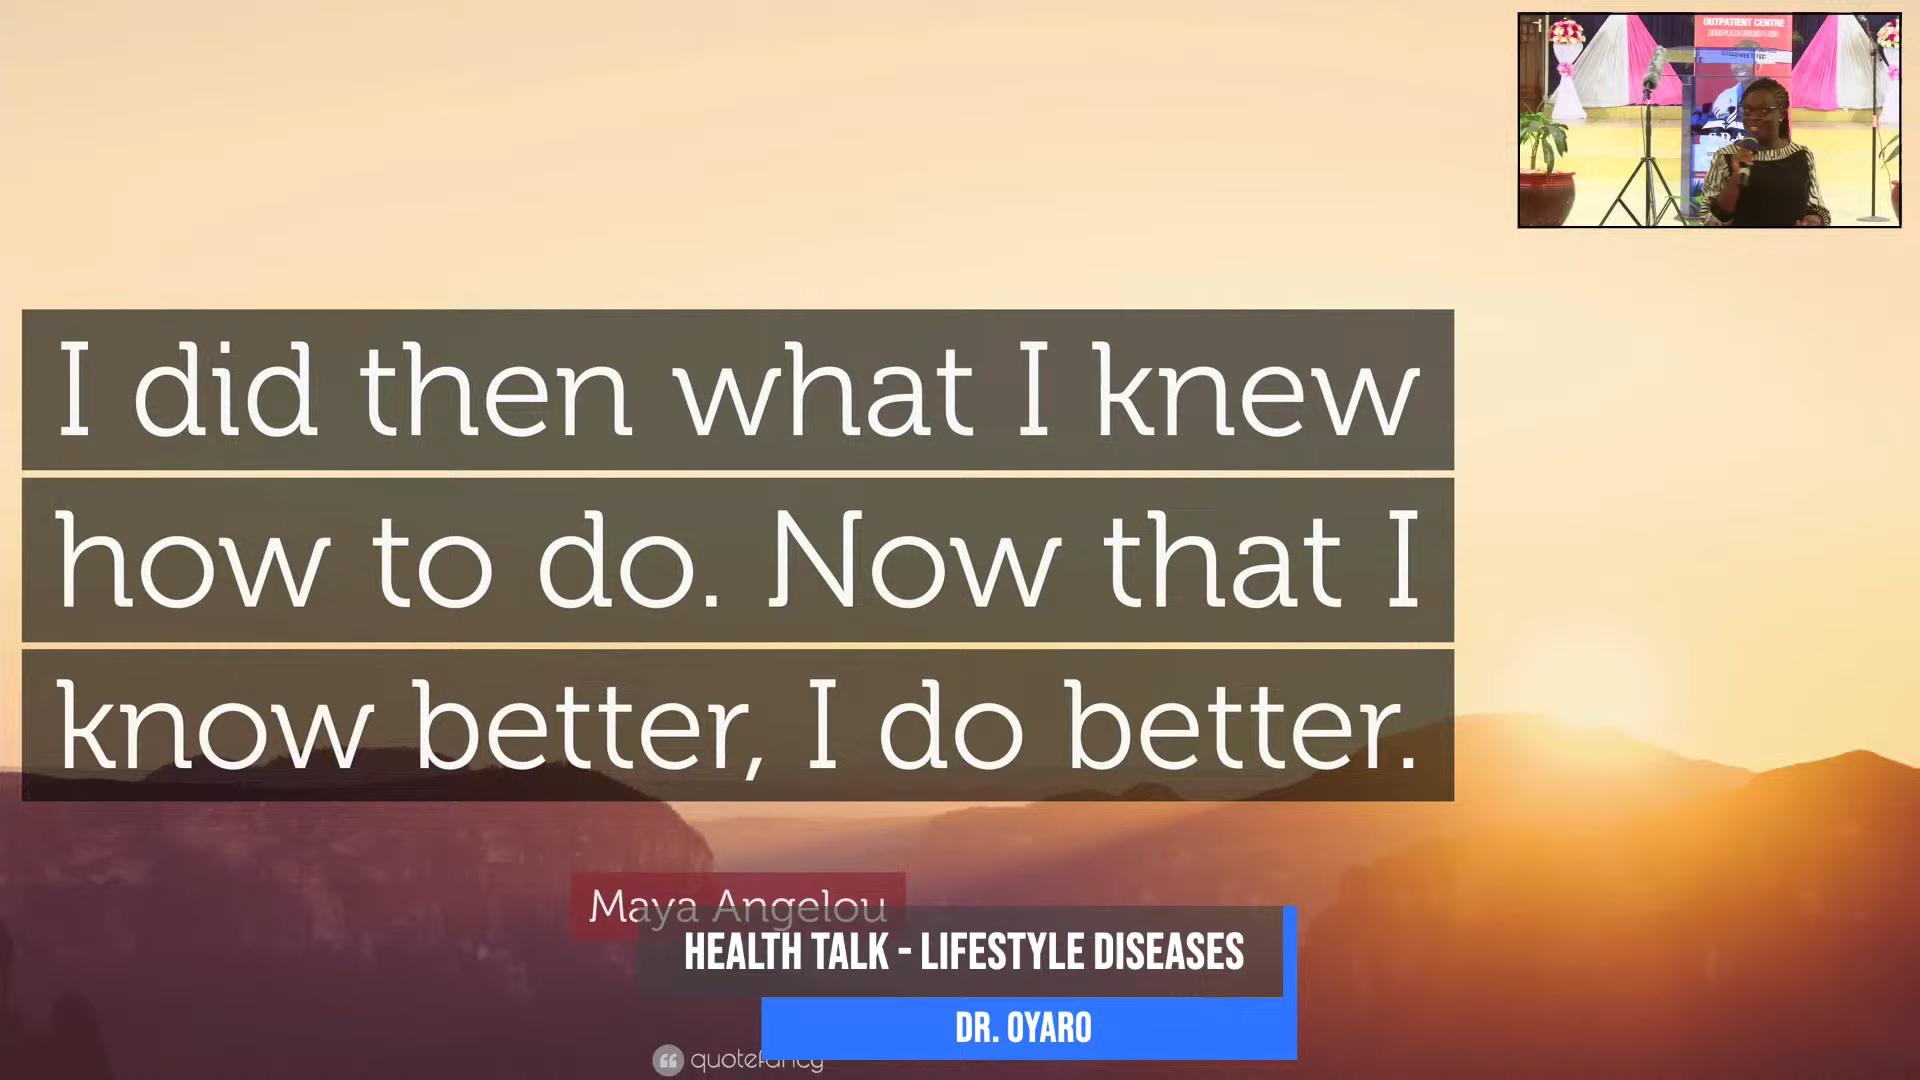 OUTPATIENT CENTRE
I did then what I knew
how to do. Now that I
know better, I do better.
Maya Angelou
HEALTH TALK - LIFESTYLE DISEASES
DR. OYARO
quotefancy